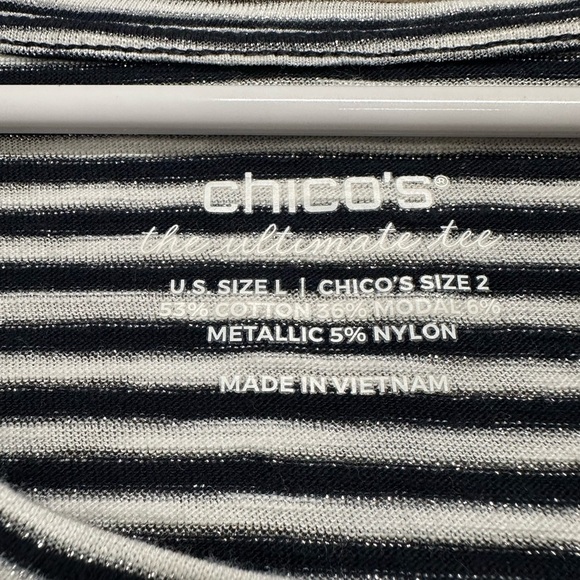 chico's®
the ultimate tee
U.S. SIZE L | CHICO'S SIZE 2
53% COTTON 36% MODAL 6%
METALLIC 5% NYLON
MADE IN VIETNAM